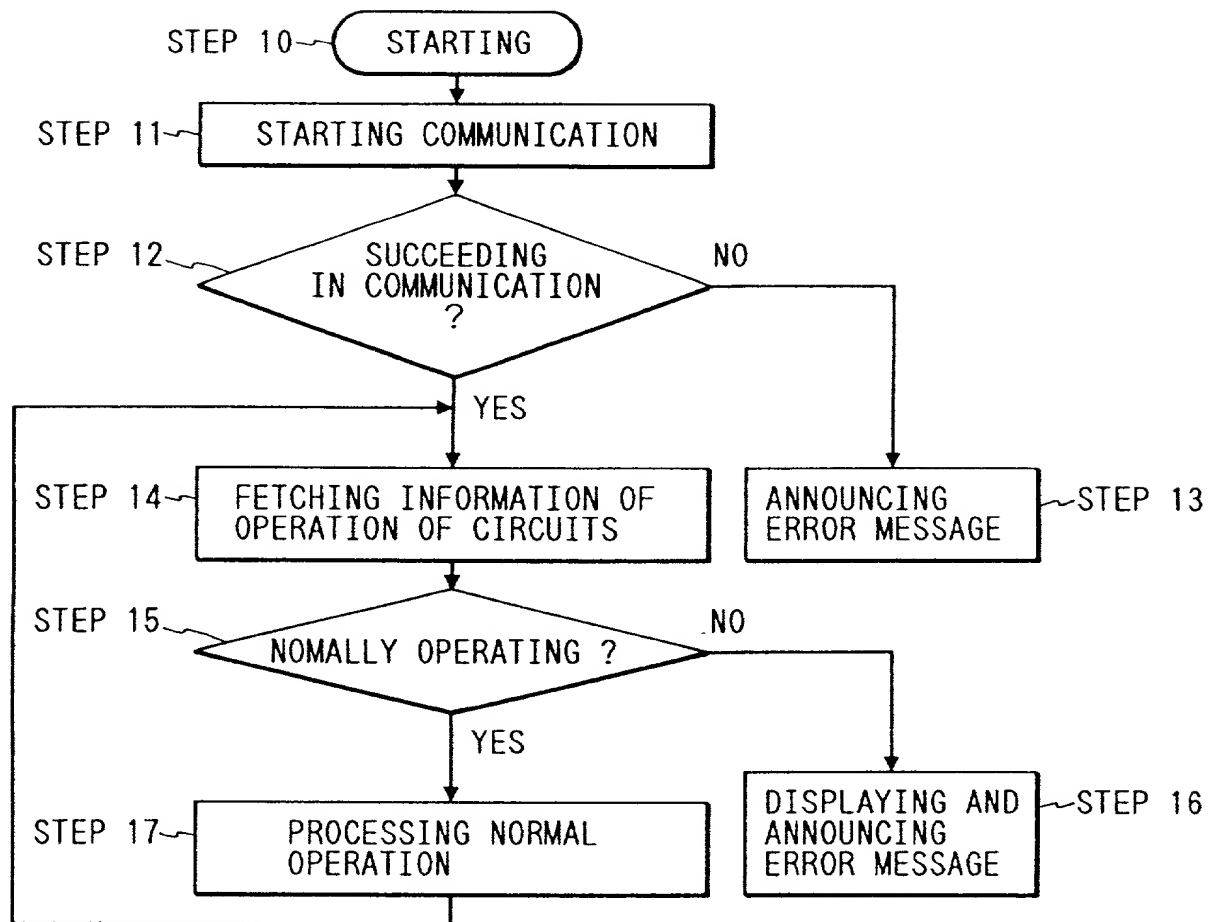 STEP 10
STARTING
STEP 11
STARTING COMMUNICATION
STEP 12
SUCCEEDING
IN COMMUNICATION
?
NO
YES
STEP 14
FETCHING INFORMATION OF
OPERATION OF CIRCUITS
ANNOUNCING
ERROR MESSAGE
STEP 13
STEP 15
NOMALLY OPERATING ?
NO
YES
STEP 17
PROCESSING NORMAL
OPERATION
DISPLAYING AND
ANNOUNCING
ERROR MESSAGE
STEP 16